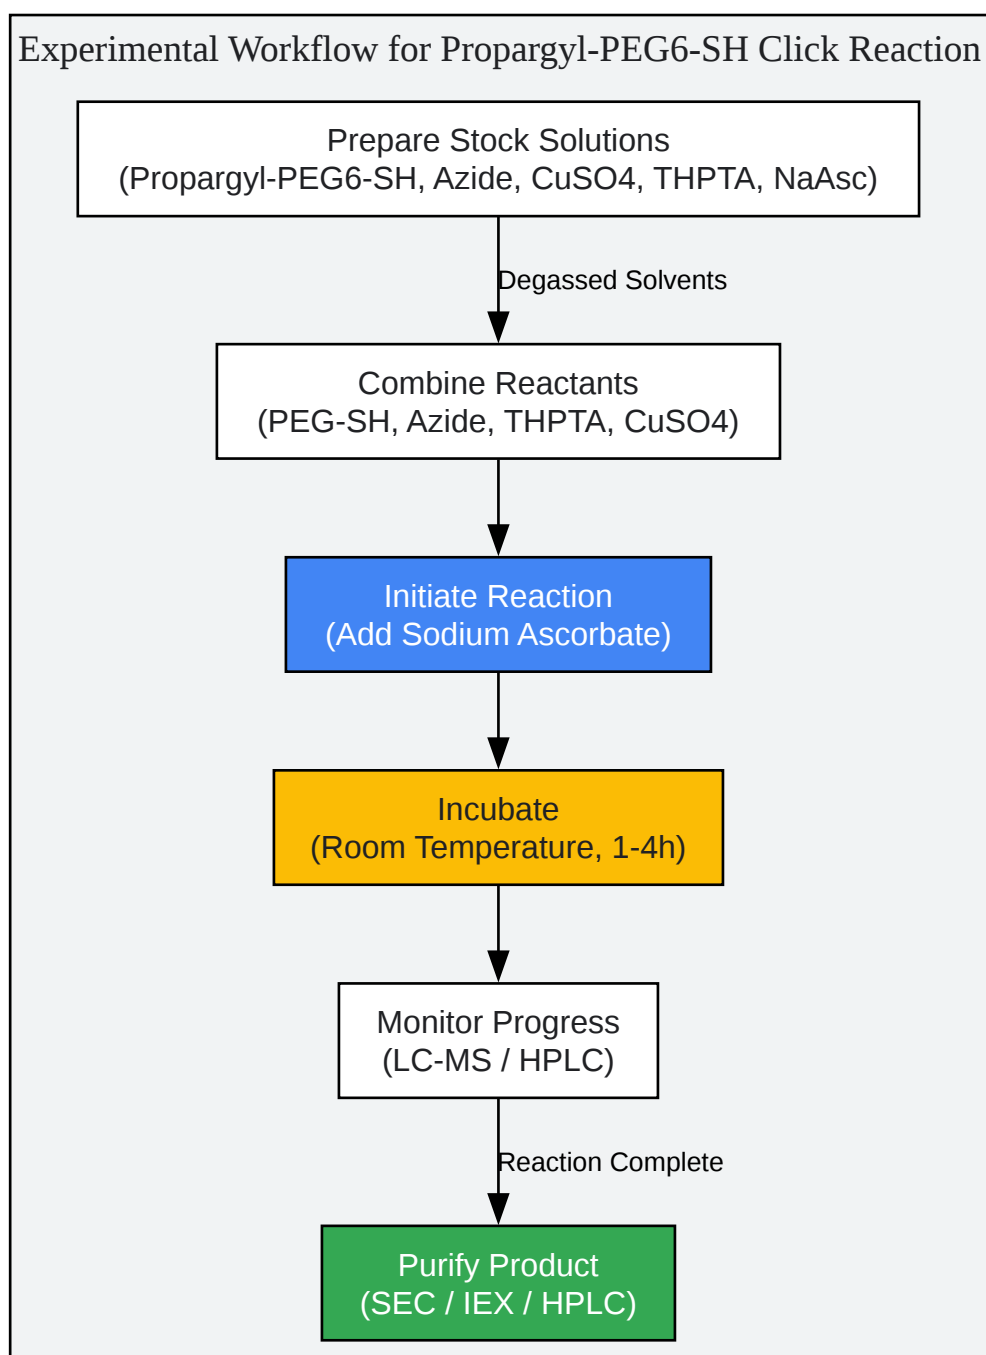 Experimental Workflow for Propargyl-PEG6-SH Click Reaction
Prepare Stock Solutions
(Propargyl-PEG6-SH, Azide, CuSO4, THPTA, NaAsc)
Degassed Solvents
Combine Reactants
(PEG-SH, Azide, THPTA, CuSO4)
Initiate Reaction
(Add Sodium Ascorbate)
Incubate
(Room Temperature, 1-4h)
Monitor Progress
(LC-MS / HPLC)
Reaction Complete
Purify Product
(SEC / IEX / HPLC)